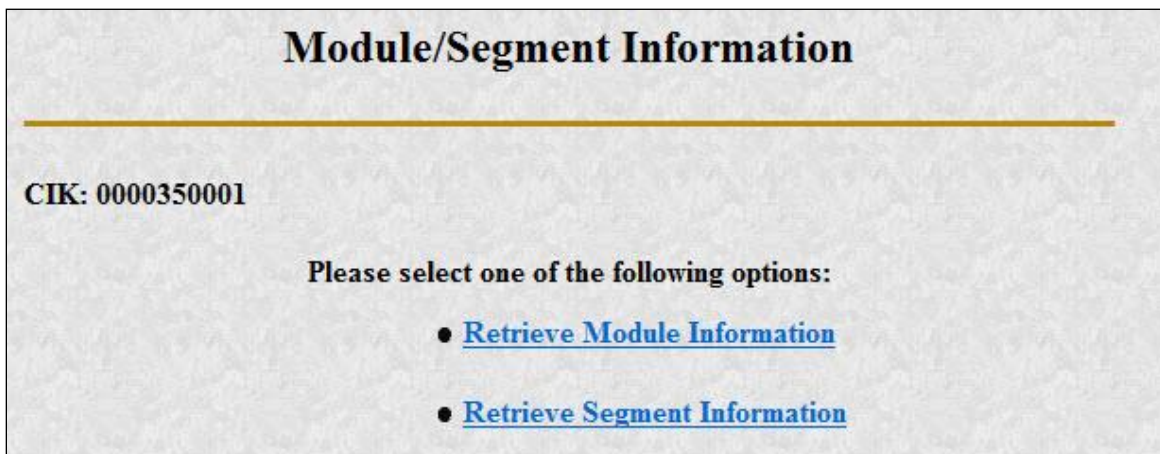 Module/Segment Information
CIK: 0000350001
Please select one of the following options:
● Retrieve Module Information
● Retrieve Segment Information